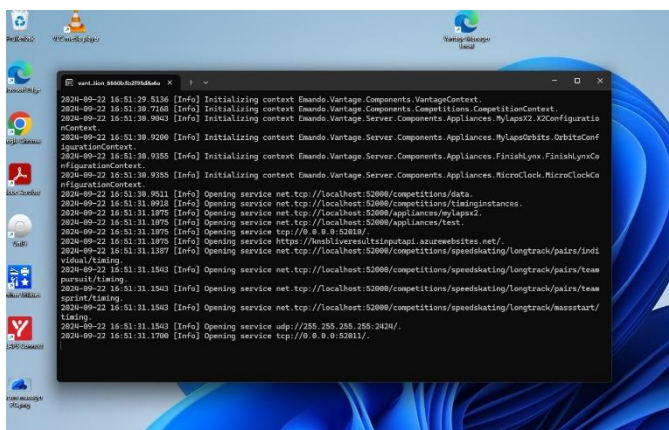 VLC media player
Vantage Manager
local
Microsoft Edge
2024-09-22 16:51:29.5136 [Info] Initializing context Emando.Vantage.Components.VantageContext.
2024-09-22 16:51:30.7168 [Info] Initializing context Emando.Vantage.Components.Competitions.CompetitionContext.
2024-09-22 16:51:30.9043 [Info] Initializing context Emando.Vantage.Server.Components.Appliances.MylapsX2.X2Configuratio
nContext.
2024-09-22 16:51:30.9200 [Info] Initializing context Emando.Vantage.Server.Components.Appliances.MylapsOrbits.OrbitsConf
igurationContext.
2024-09-22 16:51:30.9355 [Info] Initializing context Emando.Vantage.Server.Components.Appliances.FinishLynx.FinishLynxCo
nfigurationContext.
2024-09-22 16:51:30.9355 [Info] Initializing context Emando.Vantage.Server.Components.Appliances.MicroClock.MicroClockCo
nfigurationContext.
2024-09-22 16:51:30.9511 [Info] Opening service net.tcp://localhost:52000/competitions/data.
2024-09-22 16:51:31.0918 [Info] Opening service net.tcp://localhost:52000/competitions/timinginstances.
2024-09-22 16:51:31.1075 [Info] Opening service net.tcp://localhost:52000/appliances/mylapsx2.
2024-09-22 16:51:31.1075 [Info] Opening service net.tcp://localhost:52000/appliances/test.
2024-09-22 16:51:31.1075 [Info] Opening service tcp://0.0.0.0:52010/.
2024-09-22 16:51:31.1075 [Info] Opening service https://knsbliveresultsinputapi.azurewebsites.net/.
2024-09-22 16:51:31.1387 [Info] Opening service net.tcp://localhost:52000/competitions/speedskating/longtrack/pairs/indi
vidual/timing.
2024-09-22 16:51:31.1543 [Info] Opening service net.tcp://localhost:52000/competitions/speedskating/longtrack/pairs/team
pursuit/timing.
2024-09-22 16:51:31.1543 [Info] Opening service net.tcp://localhost:52000/competitions/speedskating/longtrack/pairs/team
sprint/timing.
2024-09-22 16:51:31.1543 [Info] Opening service net.tcp://localhost:52000/competitions/speedskating/longtrack/massstart/
timing.
2024-09-22 16:51:31.1543 [Info] Opening service udp://255.255.255.255:2424/.
2024-09-22 16:51:31.1700 [Info] Opening service tcp://0.0.0.0:52011/.